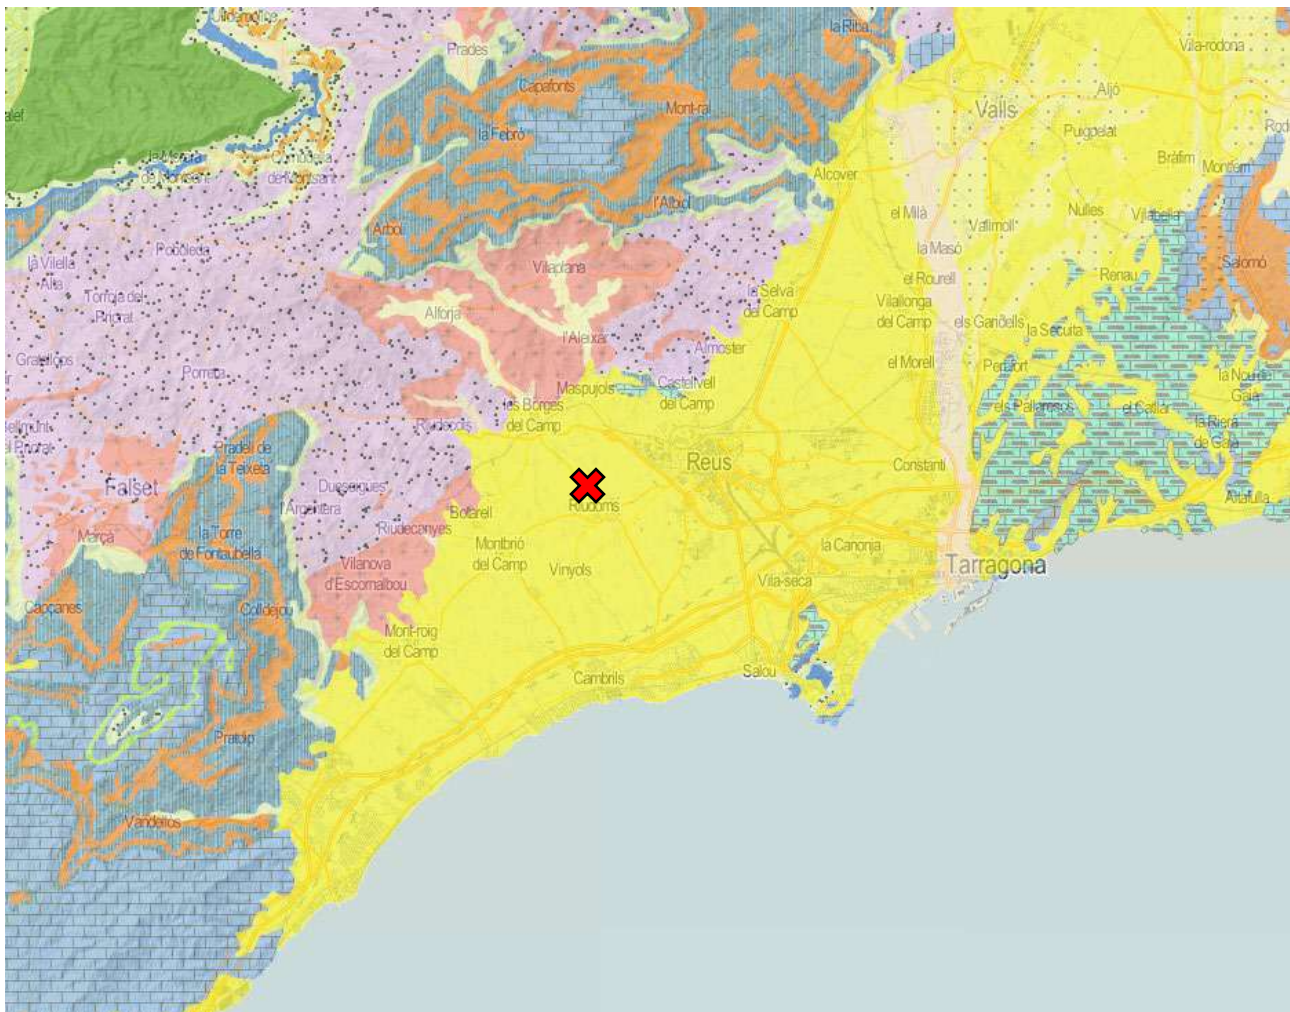 Prades
la Riba
Vila-rodona
Capafonts
Mont-ral
Valls
Aljó
Puigpelat
la Febró
Bràfim
Alcover
l'Albiol
el Milà
Vallmoll
Nulles
Vilabella
Arbolí
Poboleda
la Masó
la Vilella
Alta
Vilaplana
Renau
Salomó
Torroja del
Priorat
la Selva
del Camp
el Rourell
Vilallonga
del Camp
Alforja
els Garidells
la Secuita
l'Aleixar
Gratallops
Almoster
el Morell
Perafort
Porrera
Maspujols
Castellvell
del Camp
la Nou de
Gaià
les Borges
del Camp
els Pallaresos
el Catllar
Riudecols
la Riera
de Gaià
Pradell de
la Teixeta
Reus
Constantí
Falset
Duesaigües
Altafulla
l'Argentera
Botarell
Riudoms
Marçà
Riudecanyes
la Torre
de Fontaubella
Montbrió
del Camp
la Canonja
Vilanova
d'Escornalbou
Vinyols
Vila-seca
Tarragona
Capçanes
Colldejou
Mont-roig
del Camp
Cambrils
Salou
Pratdip
Vandellòs